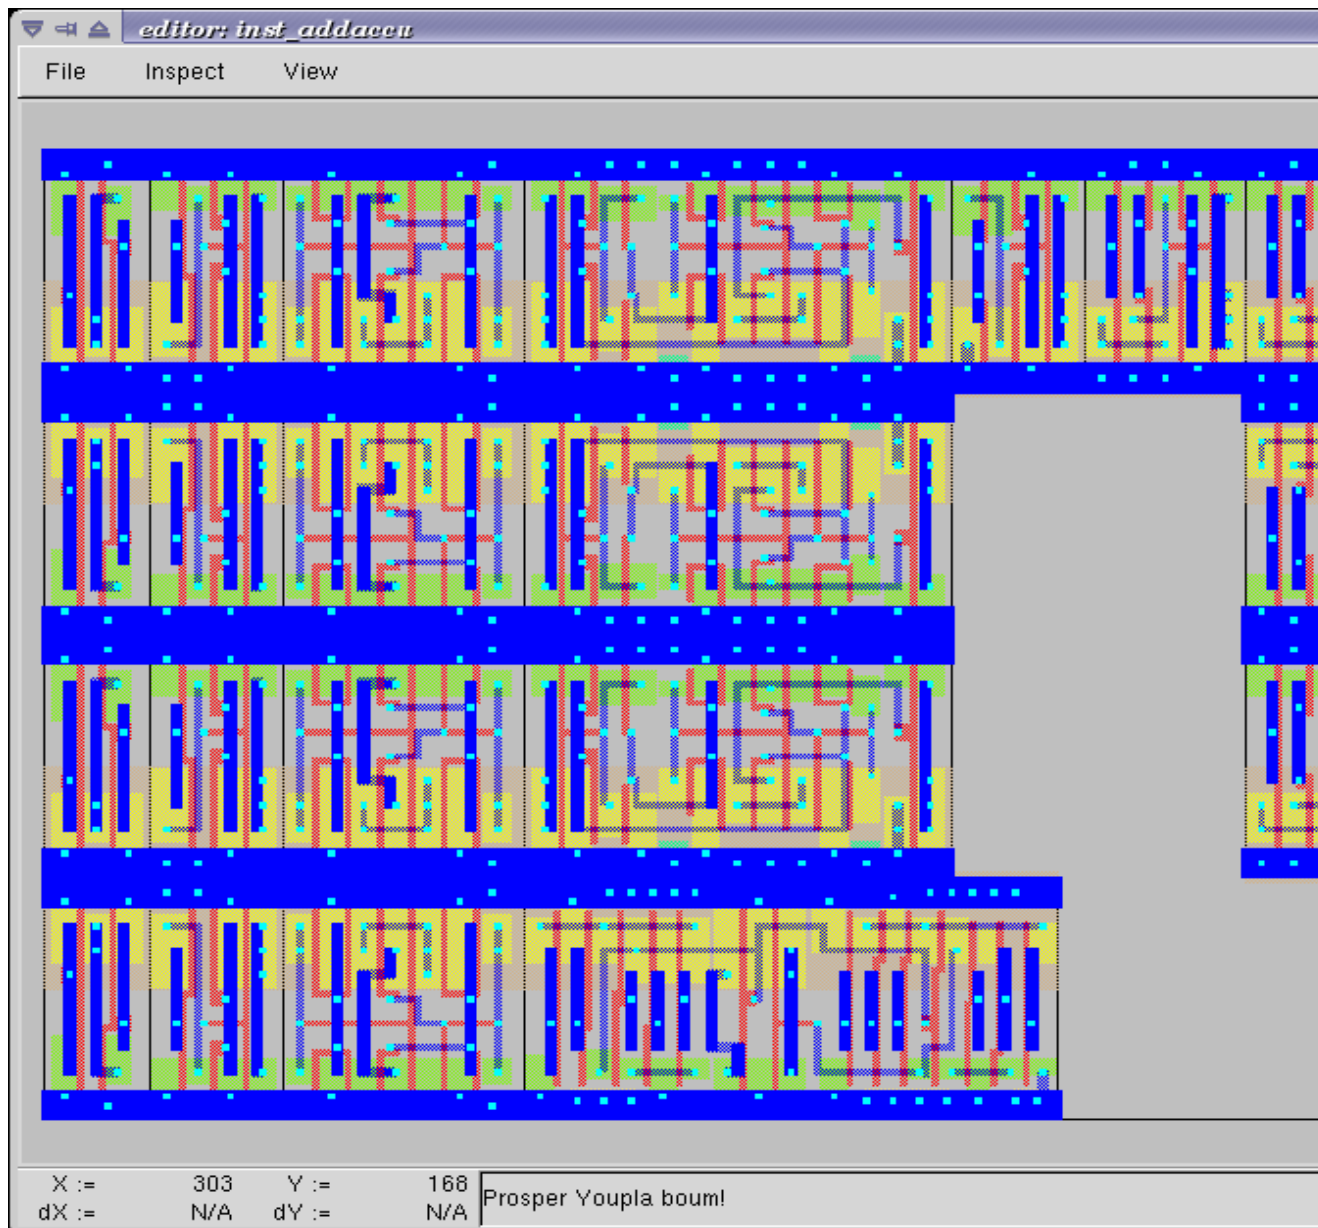 editor: inst_addaccu
File Inspect View
X := 303 Y := 168
dX := N/A dY := N/A
Prosper Youpla boum!